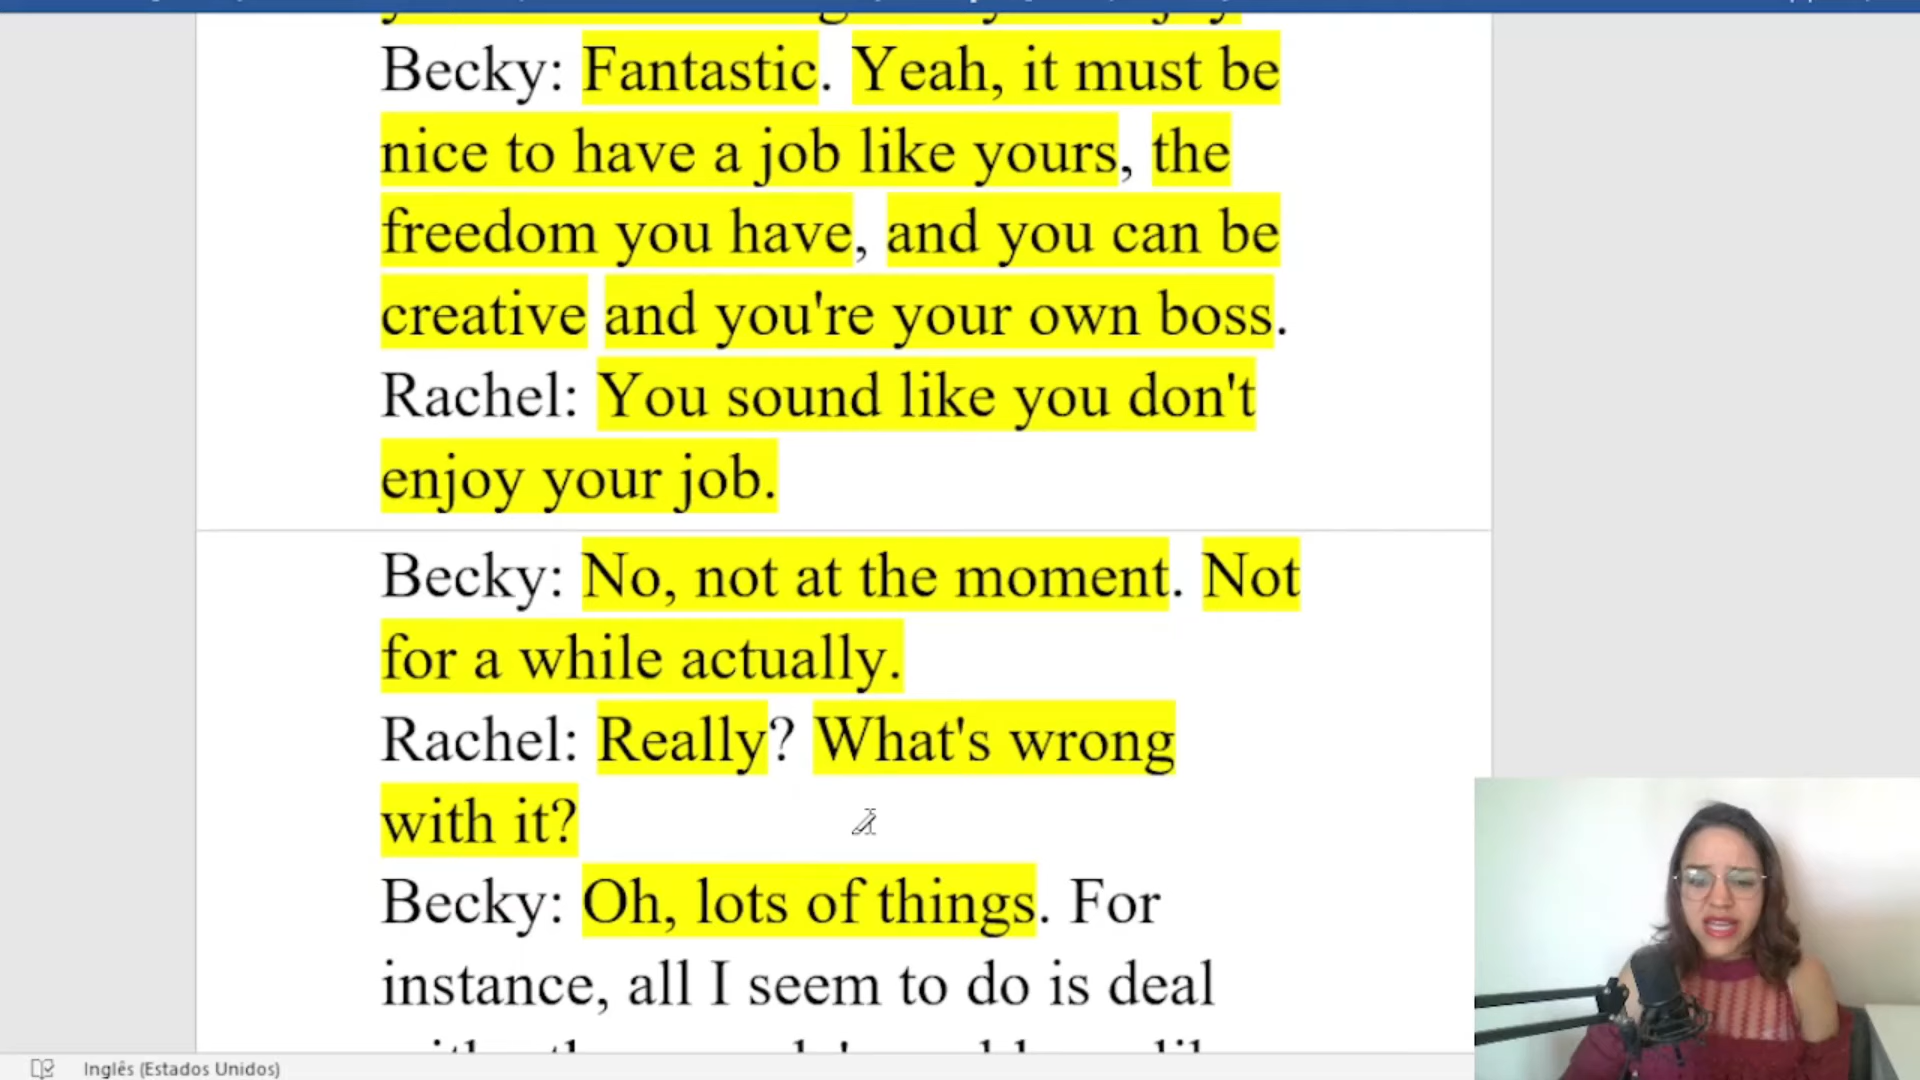 Becky: Fantastic. Yeah, it must be
nice to have a job like yours, the
freedom you have, and you can be
creative and you're your own boss.
Rachel: You sound like you don't
enjoy your job.
Becky: No, not at the moment. Not
for a while actually.
Rachel: Really? What's wrong
with it?
Becky: Oh, lots of things. For
instance, all I seem to do is deal
Inglês (Estados Unidos)